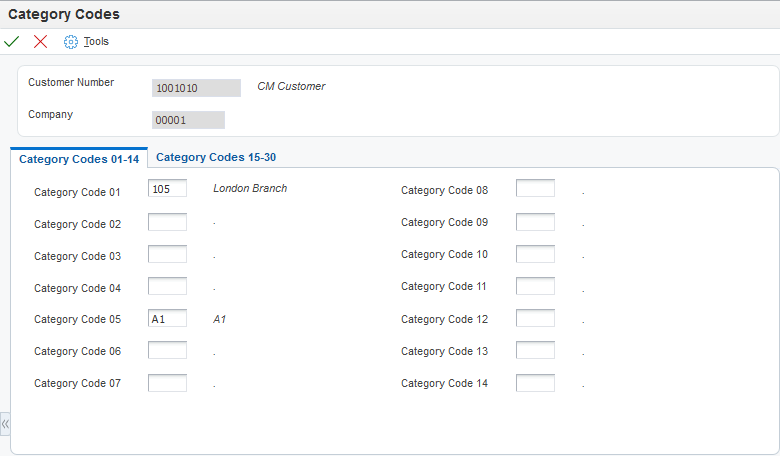 Category Codes
Tools
Customer Number 1001010 CM Customer
Company 00001
Category Codes 01-14 Category Codes 15-30
Category Code 01 105 London Branch Category Code 08 .
Category Code 02 . Category Code 09 .
Category Code 03 . Category Code 10 .
Category Code 04 . Category Code 11 .
Category Code 05 A1 A1 Category Code 12 .
Category Code 06 . Category Code 13 .
Category Code 07 . Category Code 14 .